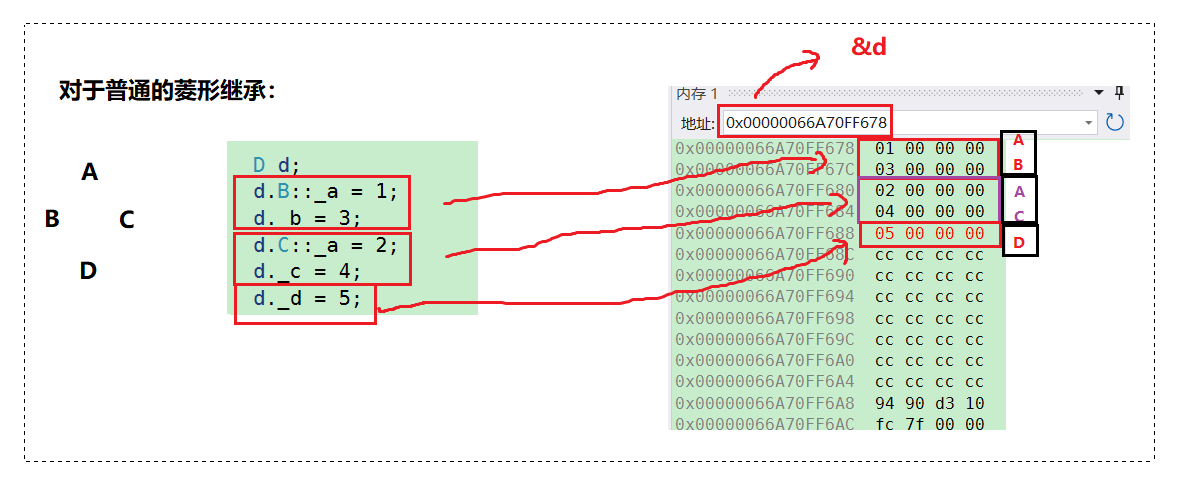 &d
对于普通的菱形继承：
内存 1
地址: 0x00000066A70FF678
A
B C
D
D d;
d.B::_a = 1;
d._b = 3;
d.C::_a = 2;
d._c = 4;
d._d = 5;
0x00000066A70FF678 01 00 00 00 A
0x00000066A70FF67C 03 00 00 00 B
0x00000066A70FF680 02 00 00 00 A
0x00000066A70FF684 04 00 00 00 C
0x00000066A70FF688 05 00 00 00 D
0x00000066A70FF68C cc cc cc cc
0x00000066A70FF690 cc cc cc cc
0x00000066A70FF694 cc cc cc cc
0x00000066A70FF698 cc cc cc cc
0x00000066A70FF69C cc cc cc cc
0x00000066A70FF6A0 cc cc cc cc
0x00000066A70FF6A4 cc cc cc cc
0x00000066A70FF6A8 94 90 d3 10
0x00000066A70FF6AC fc 7f 00 00